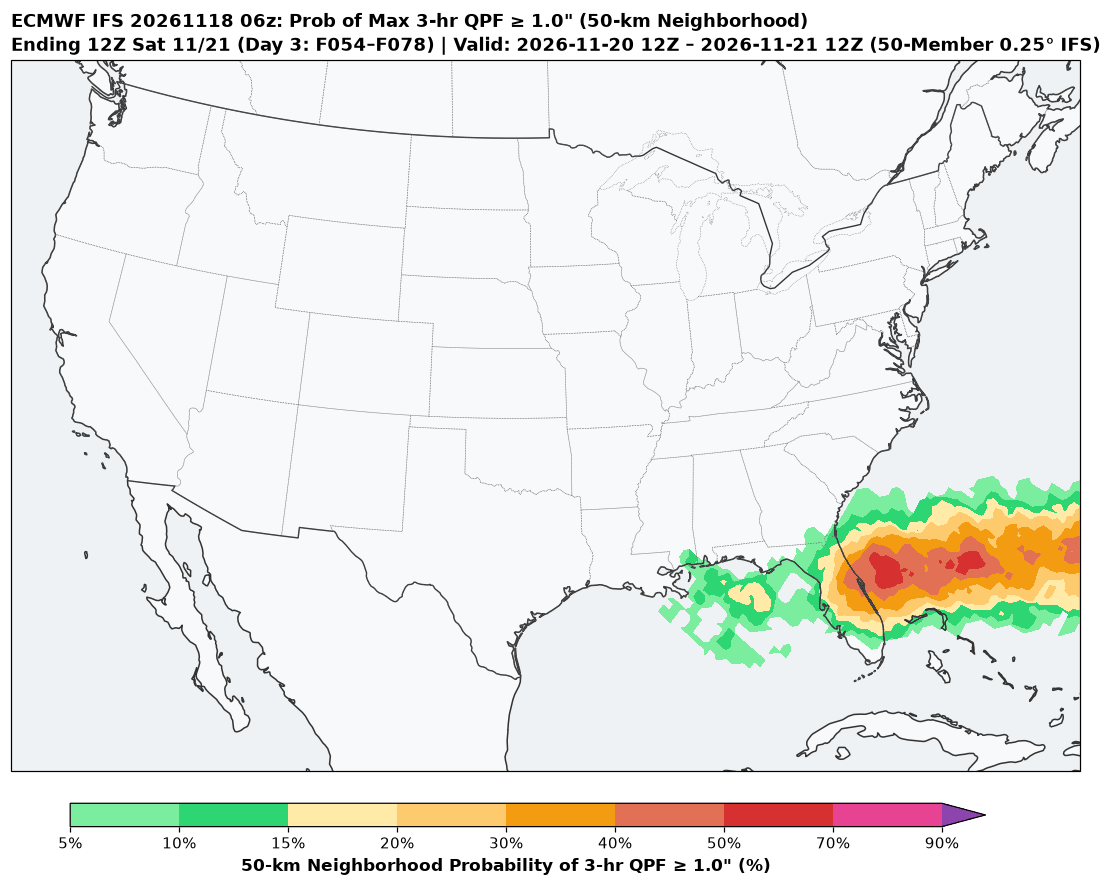 ECMWF IFS 20261118 06z: Prob of Max 3-hr QPF ≥ 1.0" (50-km Neighborhood)
Ending 12Z Sat 11/21 (Day 3: F054–F078) | Valid: 2026-11-20 12Z – 2026-11-21 12Z (50-Member 0.25° IFS)
5% 10% 15% 20% 30% 40% 50% 70% 90%
50-km Neighborhood Probability of 3-hr QPF ≥ 1.0" (%)